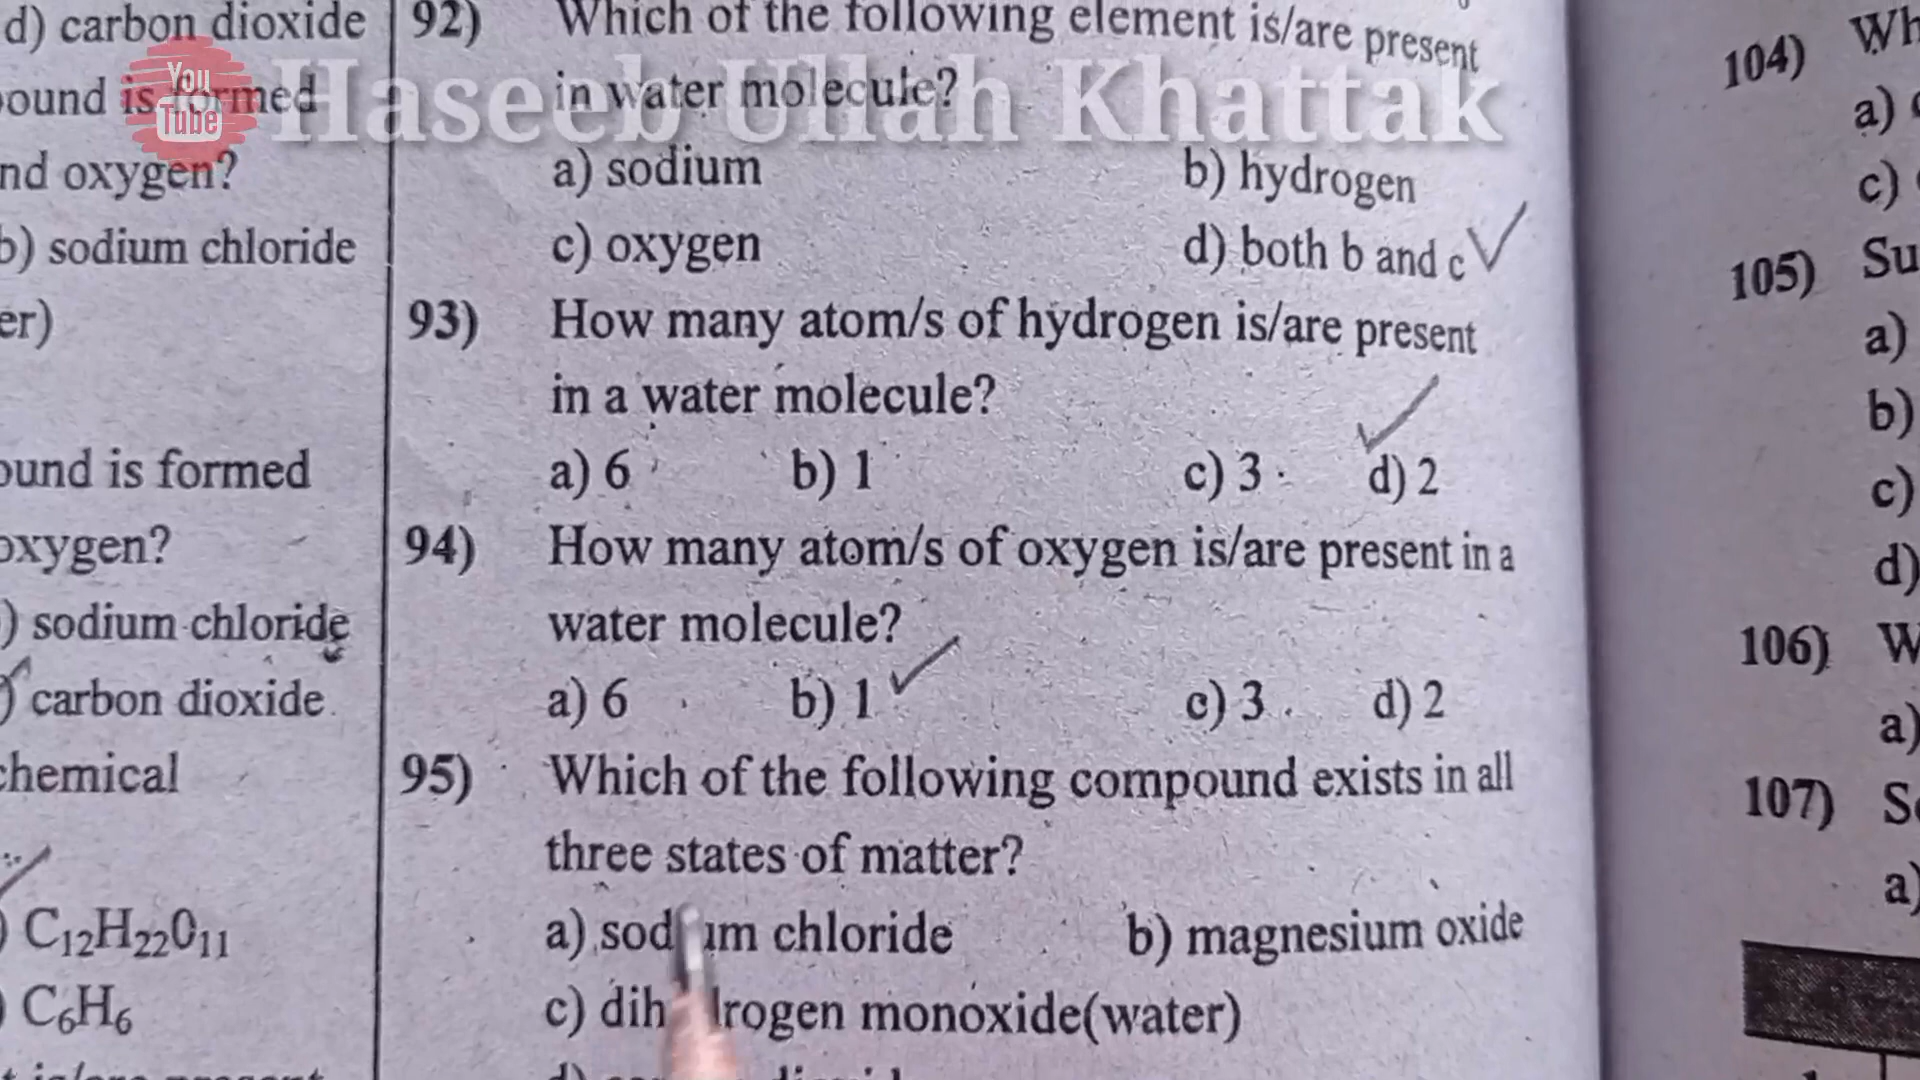 d) carbon dioxide
ound is formed
nd oxygen?
b) sodium chloride
er)
ound is formed
oxygen?
) sodium chloride
) carbon dioxide
chemical
C₁₂H₂₂O₁₁
C₆H₆
92) Which of the following element is/are present
in water molecule?
a) sodium b) hydrogen
c) oxygen d) both b and c
93) How many atom/s of hydrogen is/are present
in a water molecule?
a) 6 b) 1 c) 3 d) 2
94) How many atom/s of oxygen is/are present in a
water molecule?
a) 6 b) 1 c) 3 d) 2
95) Which of the following compound exists in all
three states of matter?
a) sodium chloride b) magnesium oxide
c) dihydrogen monoxide(water)
104) Wh
a)
c)
105) Su
a)
b)
c)
d)
106) W
a)
107) S
a)
You
Tube
Haseeb Ullah Khattak